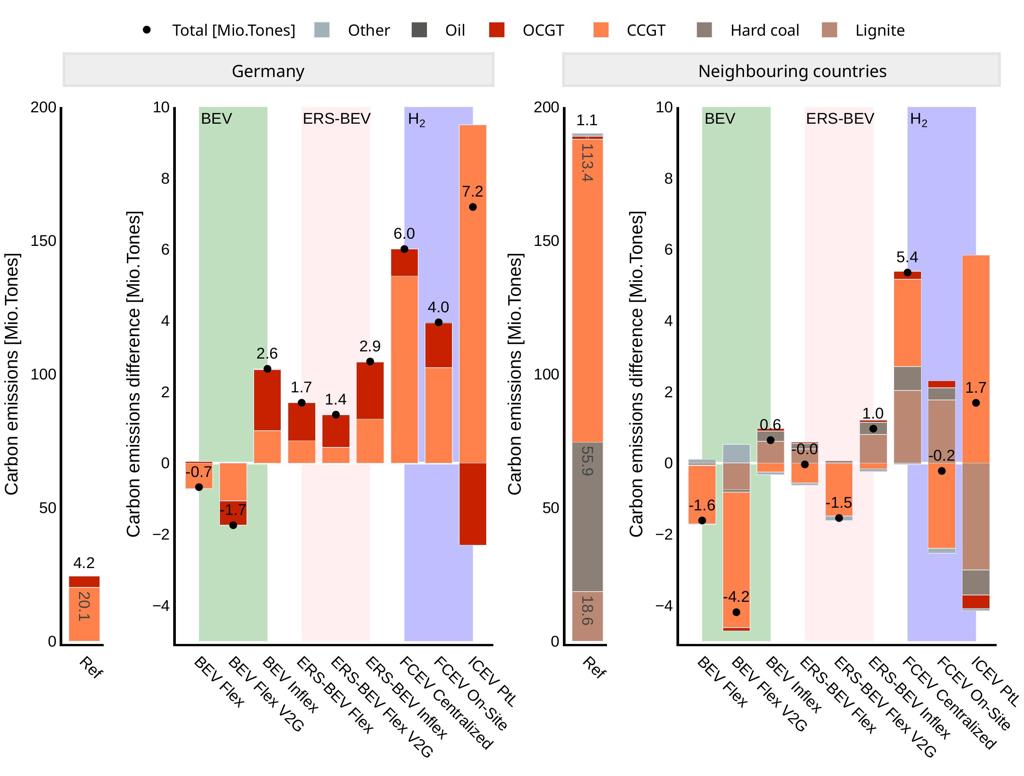 Total [Mio.Tones] Other Oil OCGT CCGT Hard coal Lignite
Germany
Neighbouring countries
Carbon emissions [Mio.Tones]
200
150
100
50
0
4.2
20.1
Ref
Carbon emissions difference [Mio.Tones]
10
8
6
4
2
0
−2
−4
BEV
ERS-BEV
H2
-0.7
-1.7
2.6
1.7
1.4
2.9
6.0
4.0
7.2
BEV Flex
BEV Flex V2G
BEV Inflex
ERS-BEV Flex
ERS-BEV Flex V2G
ERS-BEV Inflex
FCEV Centralized
FCEV On-Site
ICEV PtL
Carbon emissions [Mio.Tones]
200
150
100
50
0
1.1
113.4
55.9
18.6
Ref
Carbon emissions difference [Mio.Tones]
10
8
6
4
2
0
−2
−4
BEV
ERS-BEV
H2
-1.6
-4.2
0.6
-0.0
-1.5
1.0
5.4
-0.2
1.7
BEV Flex
BEV Flex V2G
BEV Inflex
ERS-BEV Flex
ERS-BEV Flex V2G
ERS-BEV Inflex
FCEV Centralized
FCEV On-Site
ICEV PtL